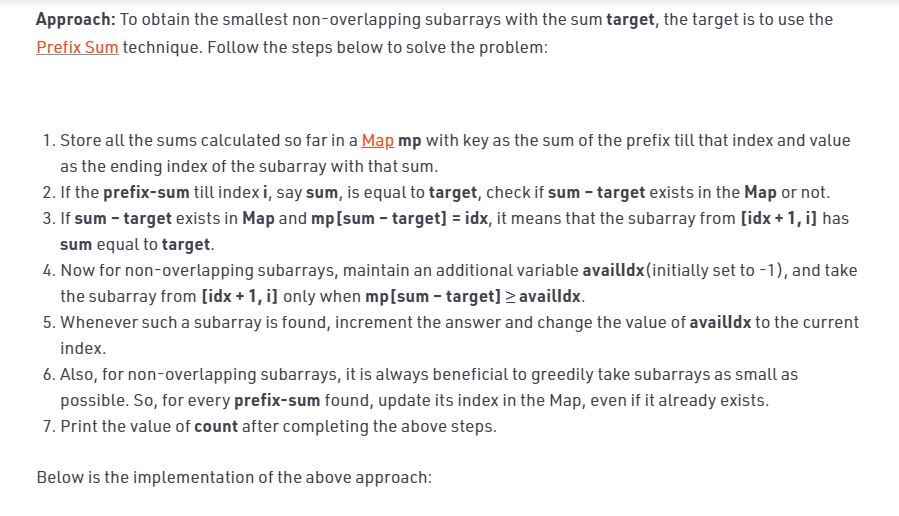 Approach: To obtain the smallest non-overlapping subarrays with the sum target, the target is to use the
Prefix Sum technique. Follow the steps below to solve the problem:
1. Store all the sums calculated so far in a Map mp with key as the sum of the prefix till that index and value
as the ending index of the subarray with that sum.
2. If the prefix-sum till index i, say sum, is equal to target, check if sum – target exists in the Map or not.
3. If sum – target exists in Map and mp[sum – target] = idx, it means that the subarray from [idx + 1, i] has
sum equal to target.
4. Now for non-overlapping subarrays, maintain an additional variable availIdx(initially set to -1), and take
the subarray from [idx + 1, i] only when mp[sum – target] ≥ availIdx.
5. Whenever such a subarray is found, increment the answer and change the value of availIdx to the current
index.
6. Also, for non-overlapping subarrays, it is always beneficial to greedily take subarrays as small as
possible. So, for every prefix-sum found, update its index in the Map, even if it already exists.
7. Print the value of count after completing the above steps.
Below is the implementation of the above approach: